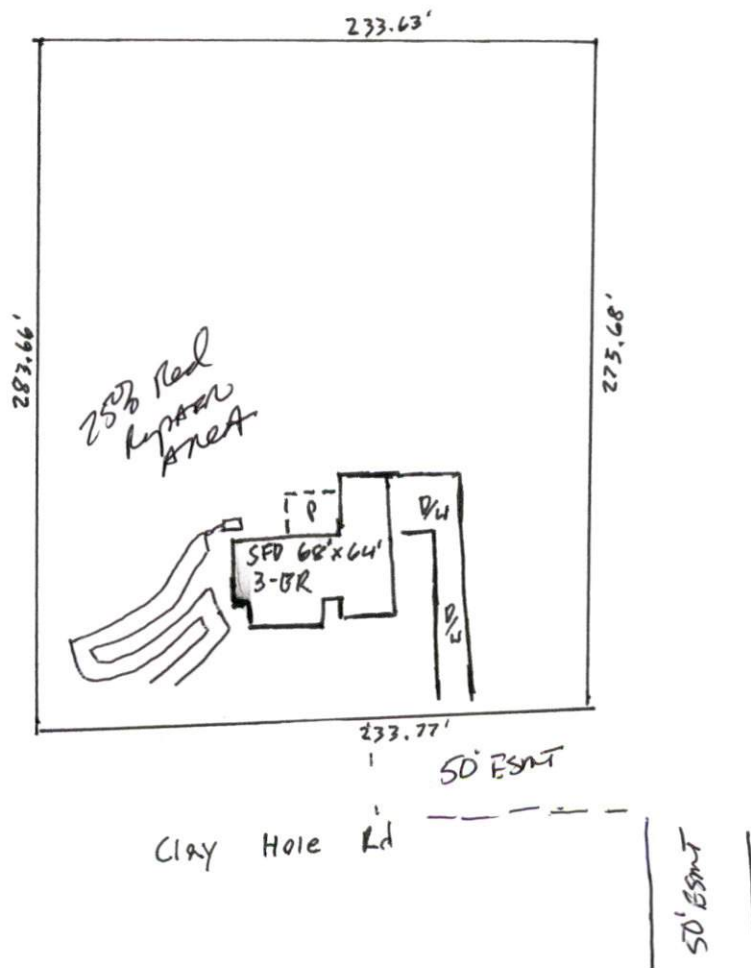 233.63'
283.66'
275.68'
25% Red
Repair
Area
P
D/W
SFD 68'x64'
3-BR
D/W
233.77'
50' ESMT
Clay Hole Rd
50' ESMT